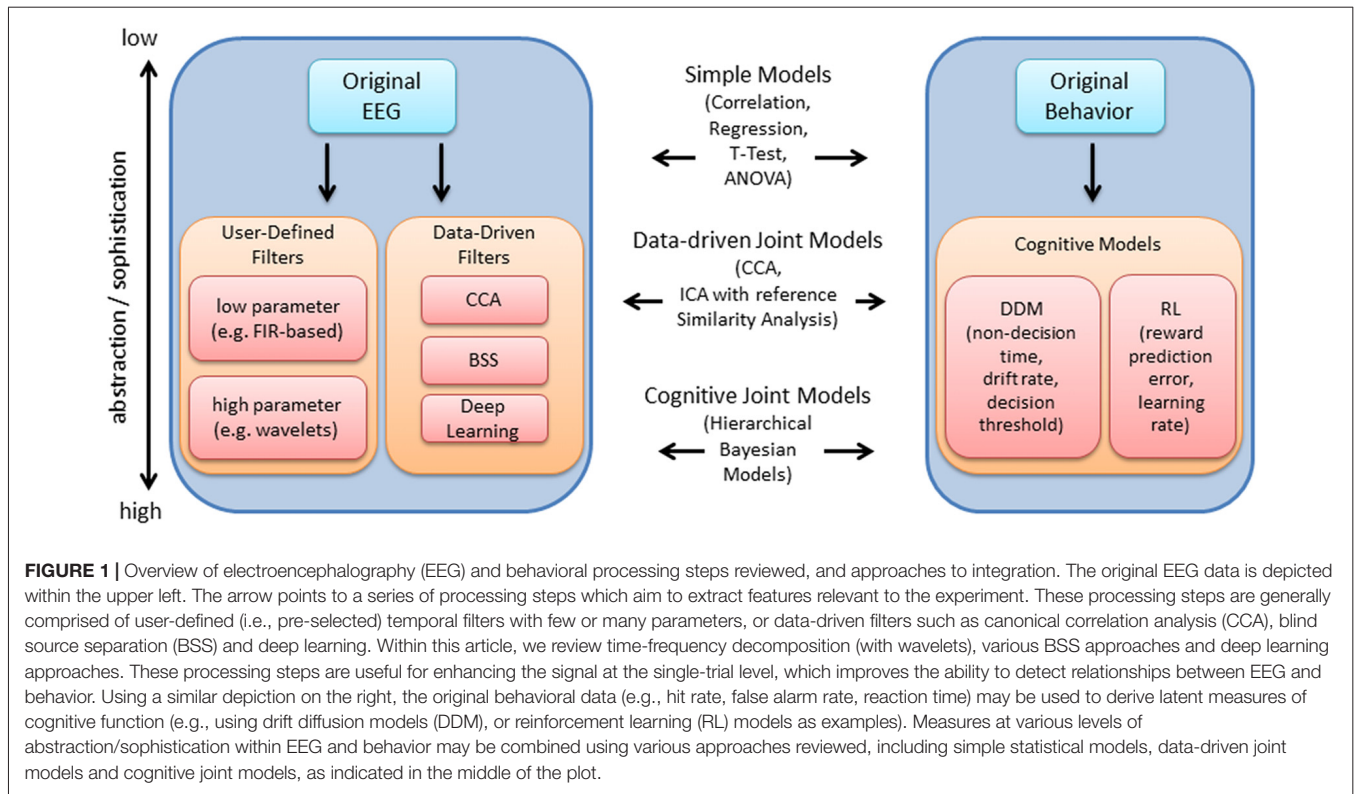 low
abstraction / sophistication
high
Original
EEG
User-Defined
Filters
low parameter
(e.g. FIR-based)
high parameter
(e.g. wavelets)
Data-Driven
Filters
CCA
BSS
Deep
Learning
Simple Models
(Correlation,
Regression,
T-Test,
ANOVA)
Data-driven Joint Models
(CCA,
ICA with reference
Similarity Analysis)
Cognitive Joint Models
(Hierarchical
Bayesian
Models)
Original
Behavior
Cognitive Models
DDM
(non-decision
time,
drift rate,
decision
threshold)
RL
(reward
prediction
error,
learning
rate)
FIGURE 1 | Overview of electroencephalography (EEG) and behavioral processing steps reviewed, and approaches to integration. The original EEG data is depicted
within the upper left. The arrow points to a series of processing steps which aim to extract features relevant to the experiment. These processing steps are generally
comprised of user-defined (i.e., pre-selected) temporal filters with few or many parameters, or data-driven filters such as canonical correlation analysis (CCA), blind
source separation (BSS) and deep learning. Within this article, we review time-frequency decomposition (with wavelets), various BSS approaches and deep learning
approaches. These processing steps are useful for enhancing the signal at the single-trial level, which improves the ability to detect relationships between EEG and
behavior. Using a similar depiction on the right, the original behavioral data (e.g., hit rate, false alarm rate, reaction time) may be used to derive latent measures of
cognitive function (e.g., using drift diffusion models (DDM), or reinforcement learning (RL) models as examples). Measures at various levels of
abstraction/sophistication within EEG and behavior may be combined using various approaches reviewed, including simple statistical models, data-driven joint
models and cognitive joint models, as indicated in the middle of the plot.